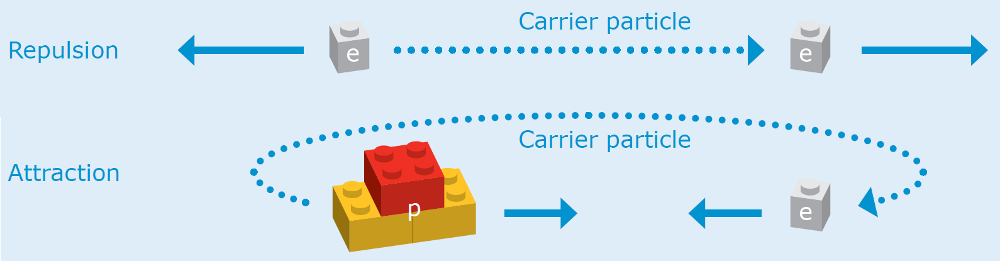 Carrier particle
Repulsion
e
e
Carrier particle
Attraction
p
e